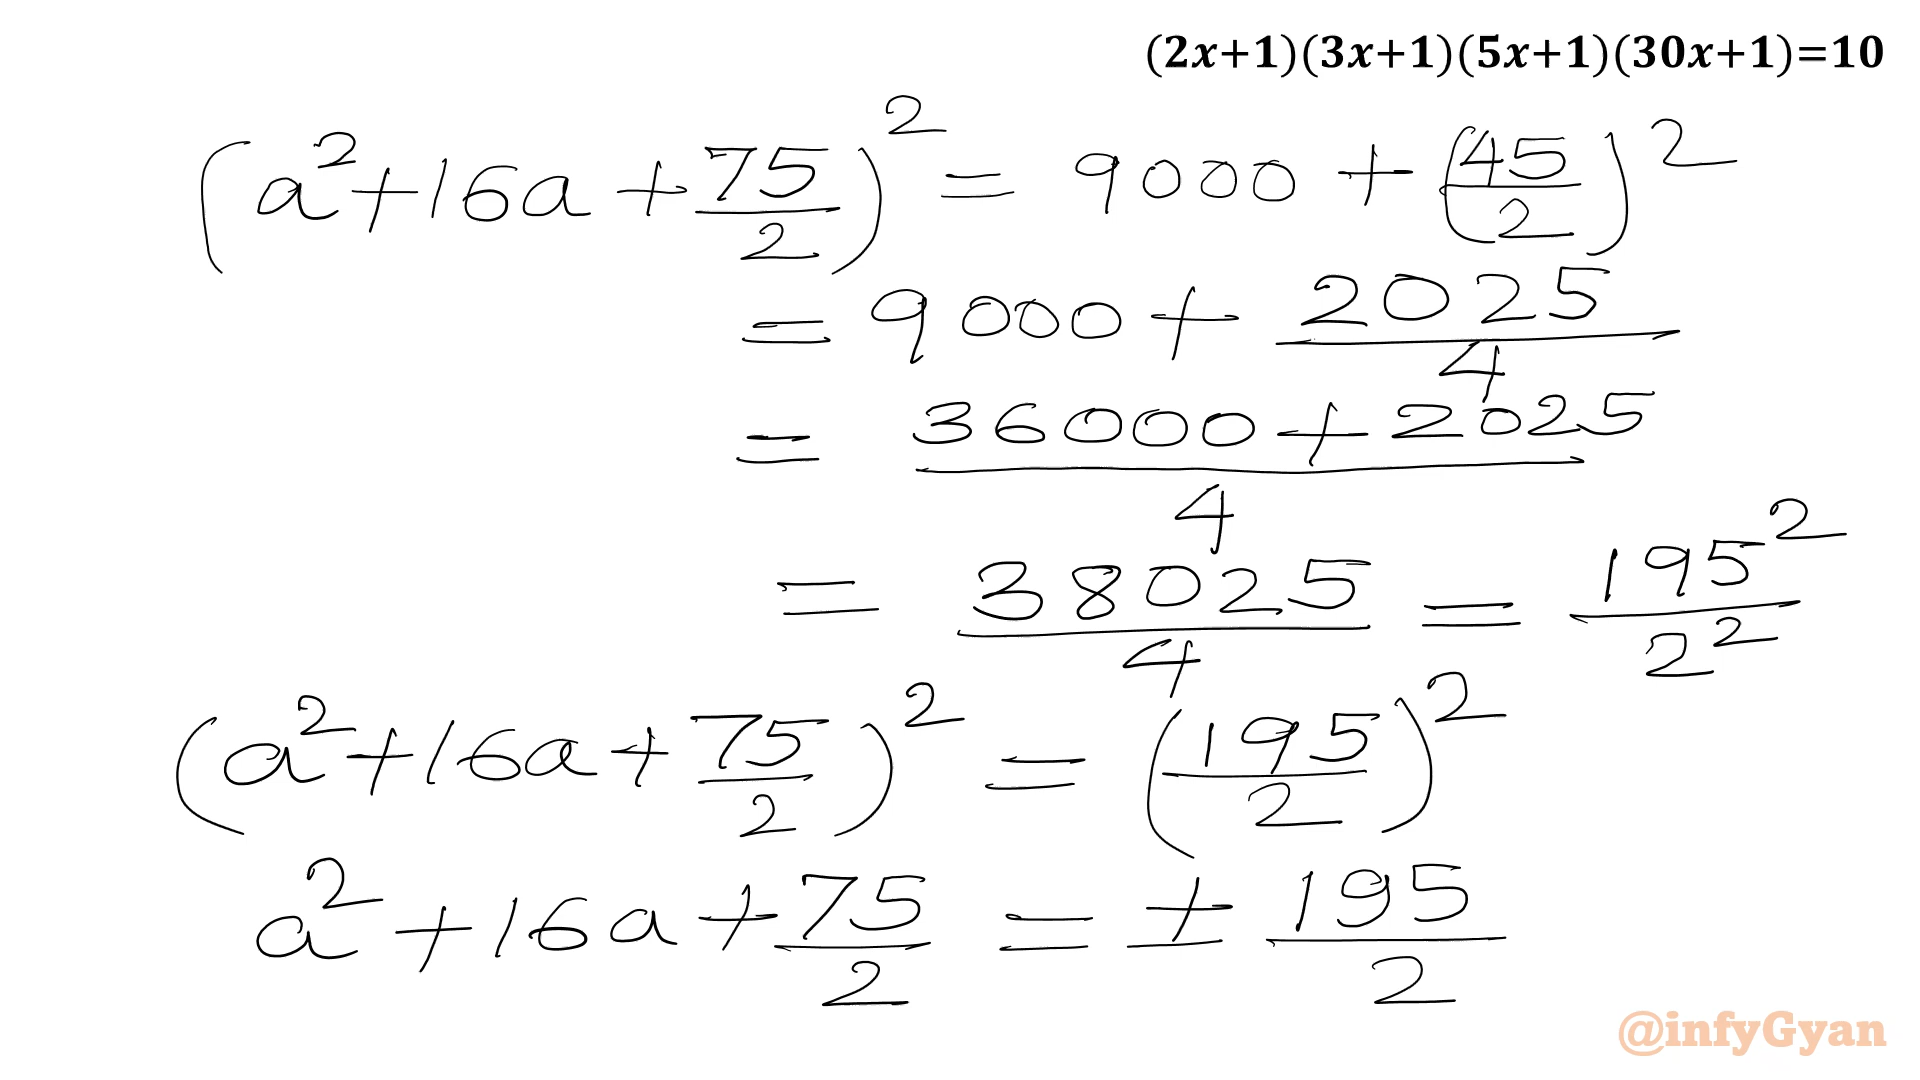 (2x+1)(3x+1)(5x+1)(30x+1)=10
(a²+16a+75/2)² = 9000 + (45/2)²
= 9000 + 2025/4
= (36000+2025)/4
= 38025/4 = 195²/2²
(a²+16a+75/2)² = (195/2)²
a²+16a+75/2 = ± 195/2
@infyGyan